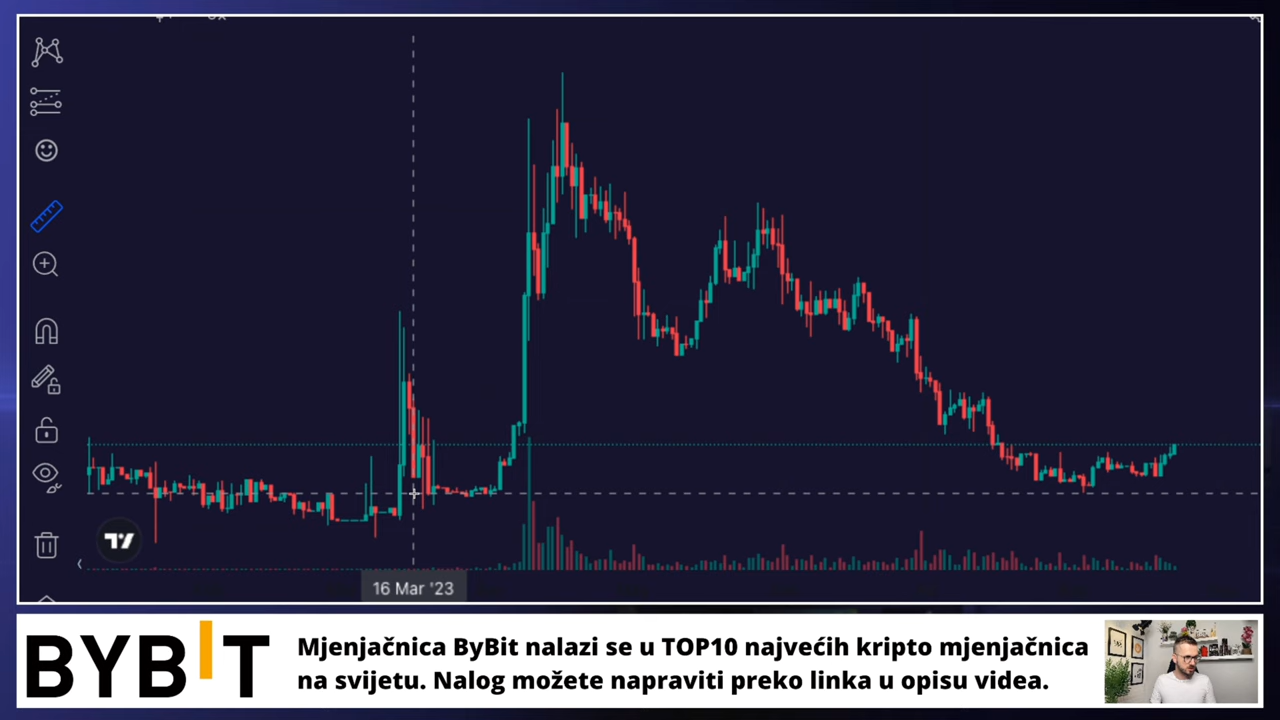 16 Mar '23
BYBIT
Mjenjačnica ByBit nalazi se u TOP10 najvećih kripto mjenjačnica
na svijetu. Nalog možete napraviti preko linka u opisu videa.